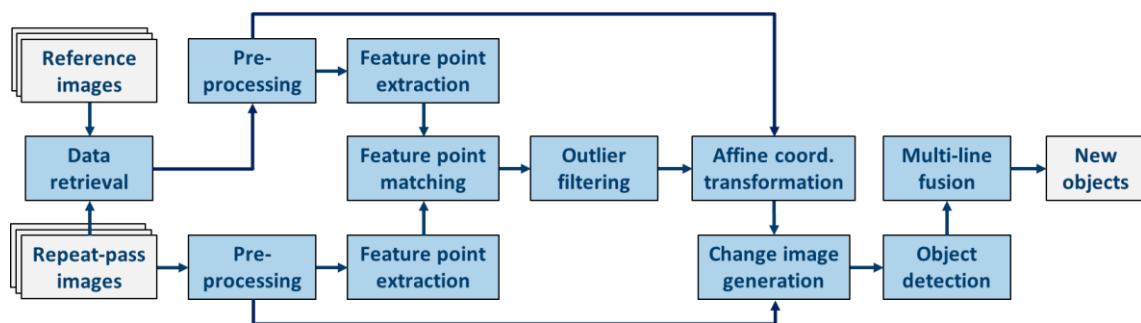 Reference
images
Pre-
processing
Feature point
extraction
Data
retrieval
Feature point
matching
Outlier
filtering
Affine coord.
transformation
Multi-line
fusion
New
objects
Repeat-pass
images
Pre-
processing
Feature point
extraction
Change image
generation
Object
detection